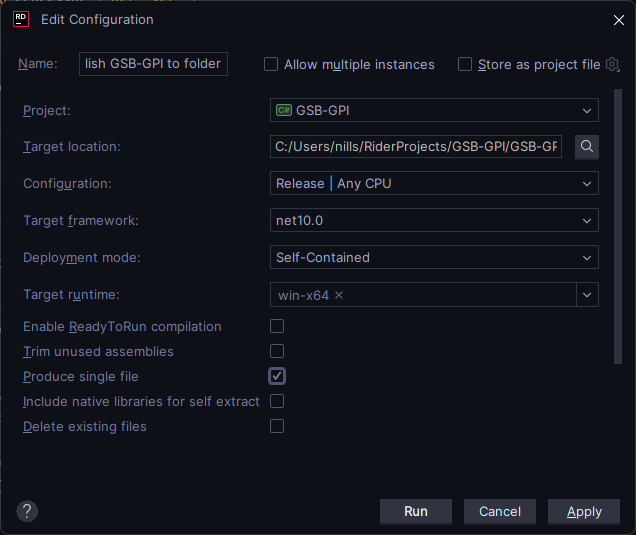 RD
Edit Configuration
Name: lish GSB-GPI to folder Allow multiple instances Store as project file
Project: C# GSB-GPI
Target location: C:/Users/nills/RiderProjects/GSB-GPI/GSB-GP
Configuration: Release | Any CPU
Target framework: net10.0
Deployment mode: Self-Contained
Target runtime: win-x64 ×
Enable ReadyToRun compilation
Trim unused assemblies
Produce single file
Include native libraries for self extract
Delete existing files
? Run Cancel Apply